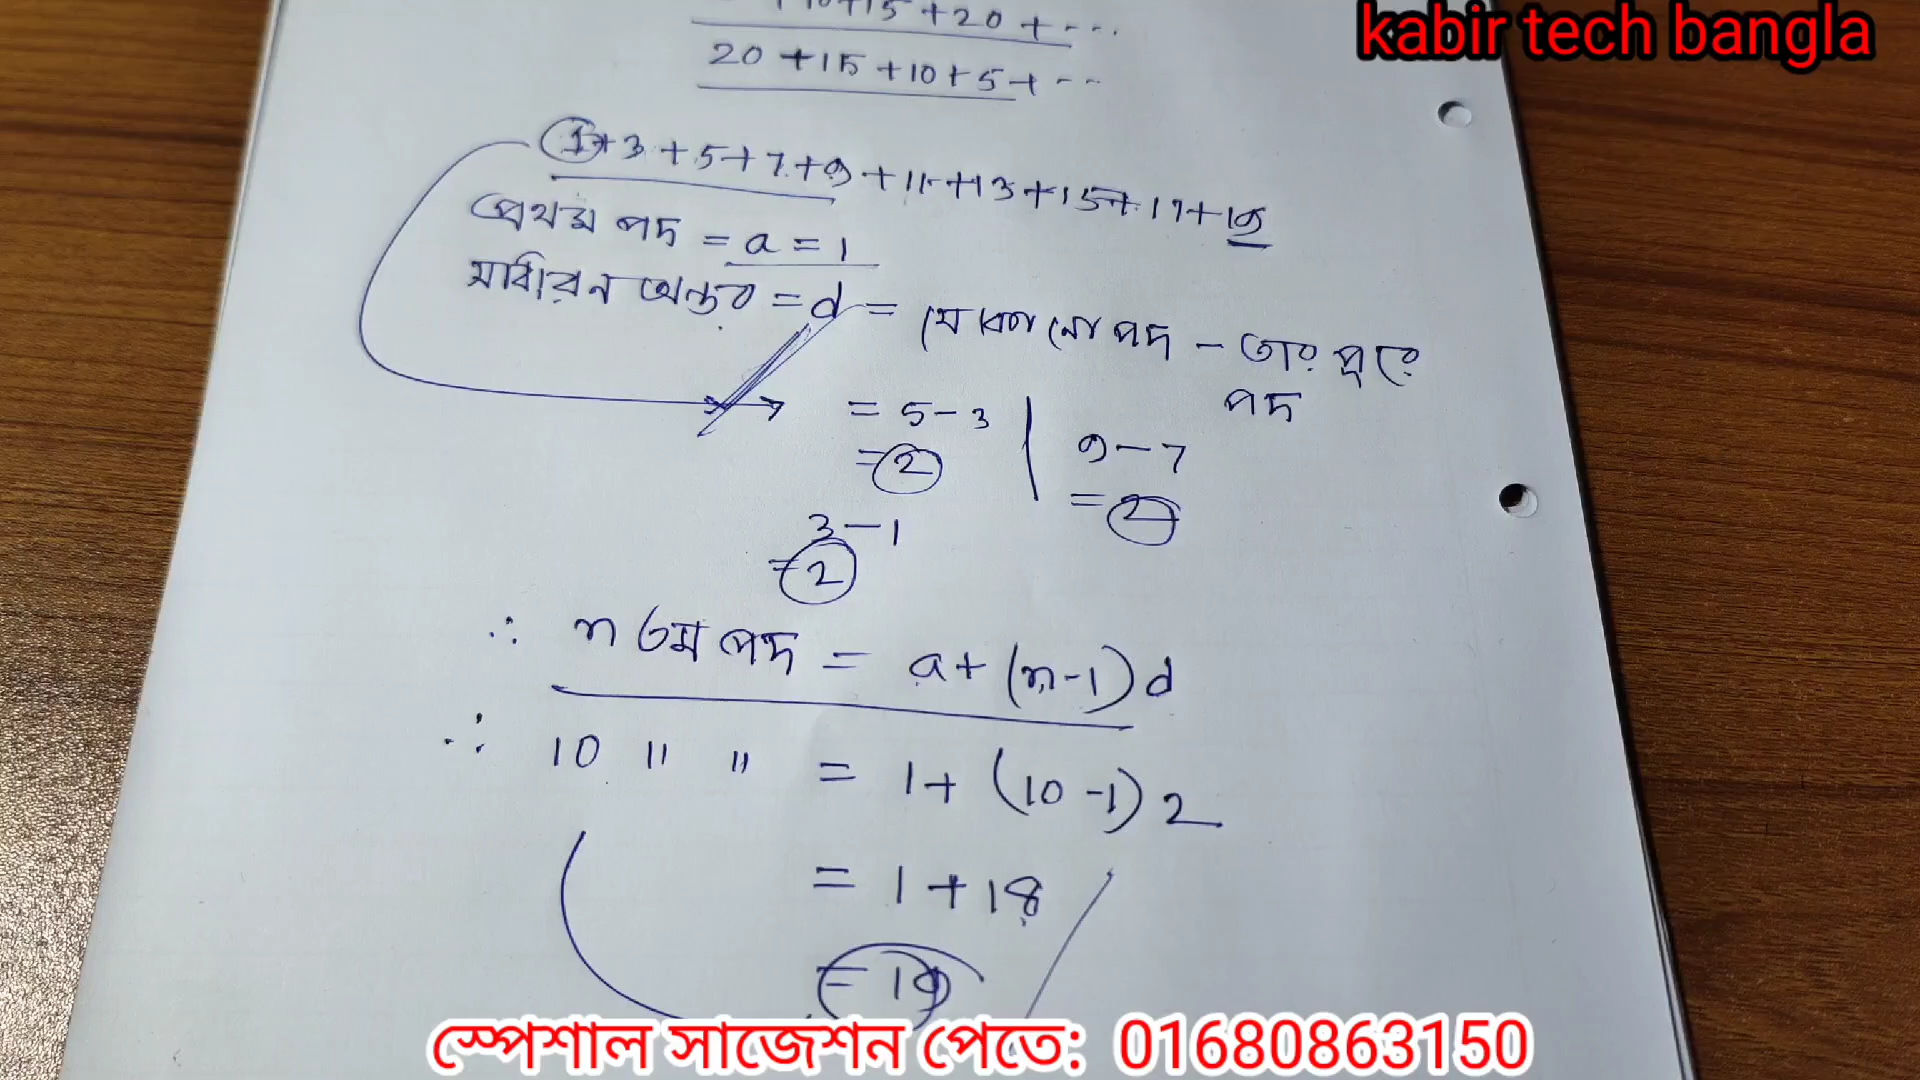 kabir tech bangla
+10+15+20+---
20+15+10+5+--
1+3+5+7+9+11+13+15+17+19
প্রথম পদ = a = 1
সাধারন অন্তর = d = যে কোনো পদ - তার পূর্বে
পদ
= 5-3
9-7
= 2
= 2
3-1
= 2
∴ n তম পদ = a+(n-1)d
∴ 10 " " = 1+(10-1)2
= 1+18
= 19
স্পেশাল সাজেশন পেতে: 01680863150